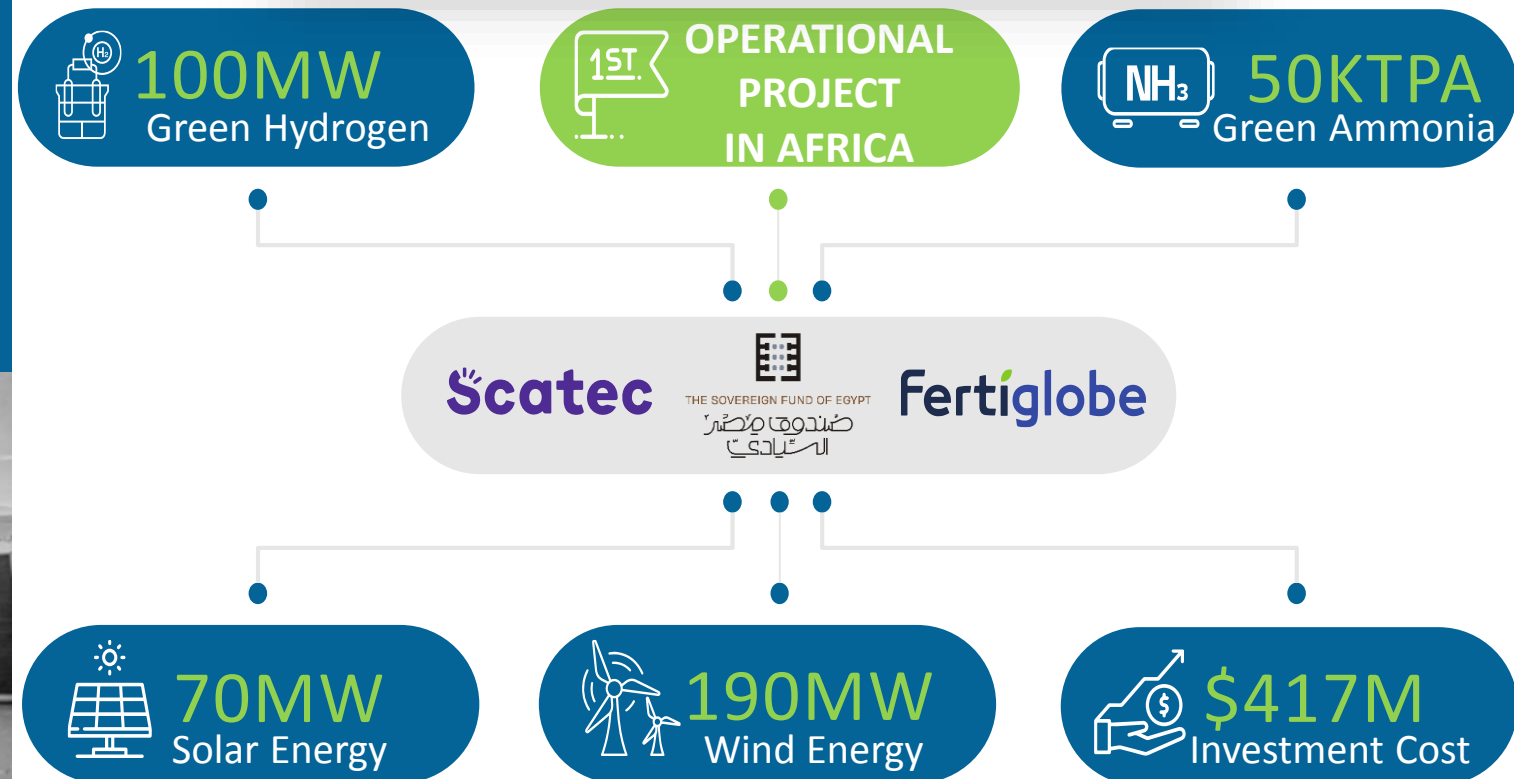 H₂
100MW
Green Hydrogen
1ST
OPERATIONAL
PROJECT
IN AFRICA
NH₃
50KTPA
Green Ammonia
Scatec
THE SOVEREIGN FUND OF EGYPT
صندوق مصر
السيادي
Fertiglobe
70MW
Solar Energy
190MW
Wind Energy
$
$417M
Investment Cost